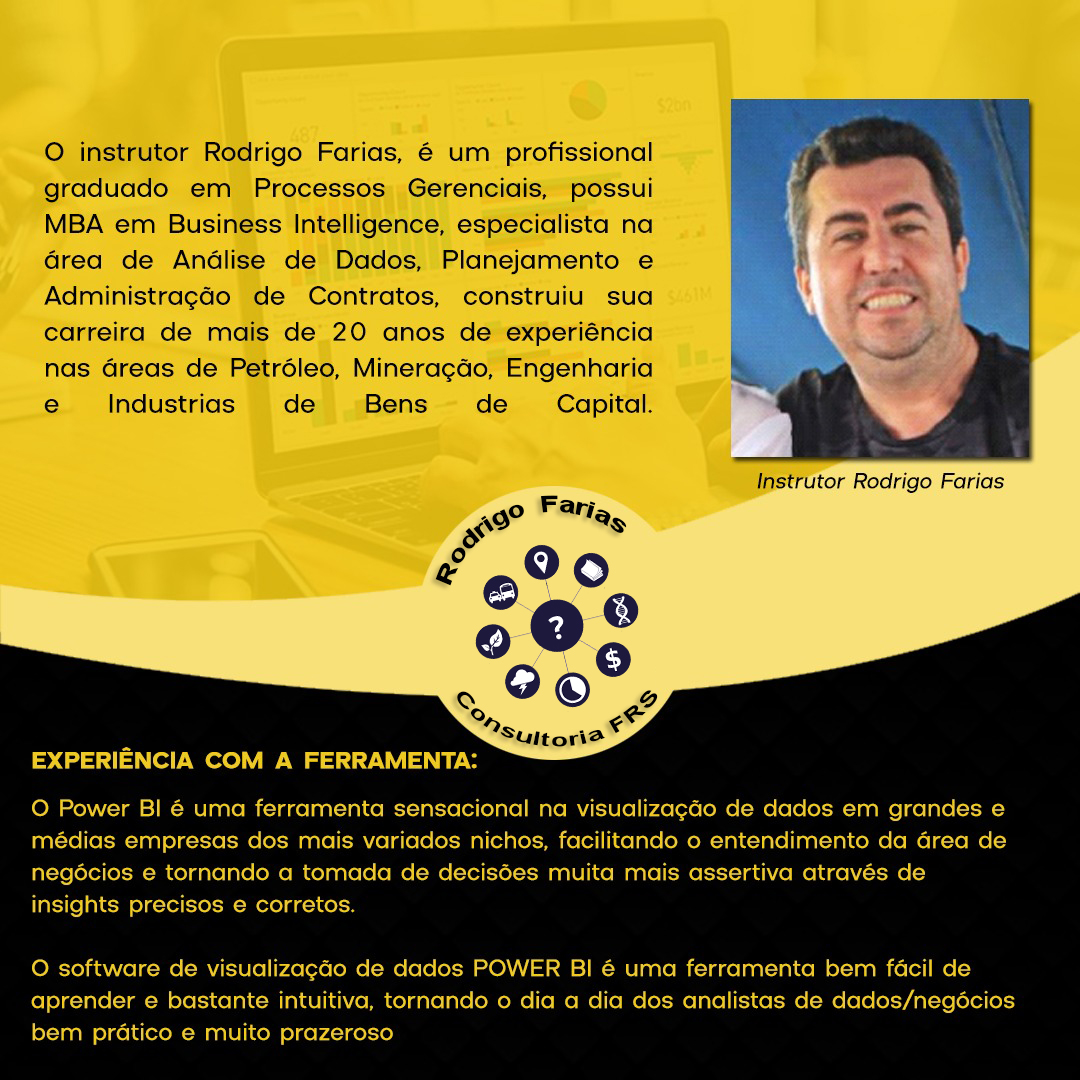 O instrutor Rodrigo Farias, é um profissional
graduado em Processos Gerenciais, possui
MBA em Business Intelligence, especialista na
área de Análise de Dados, Planejamento e
Administração de Contratos, construiu sua
carreira de mais de 20 anos de experiência
nas áreas de Petróleo, Mineração, Engenharia
e Industrias de Bens de Capital.
487
$2bn
$461M
Instrutor Rodrigo Farias
Rodrigo Farias
?
$
Consultoria FRS
EXPERIÊNCIA COM A FERRAMENTA:
O Power BI é uma ferramenta sensacional na visualização de dados em grandes e
médias empresas dos mais variados nichos, facilitando o entendimento da área de
negócios e tornando a tomada de decisões muita mais assertiva através de
insights precisos e corretos.
O software de visualização de dados POWER BI é uma ferramenta bem fácil de
aprender e bastante intuitiva, tornando o dia a dia dos analistas de dados/negócios
bem prático e muito prazeroso